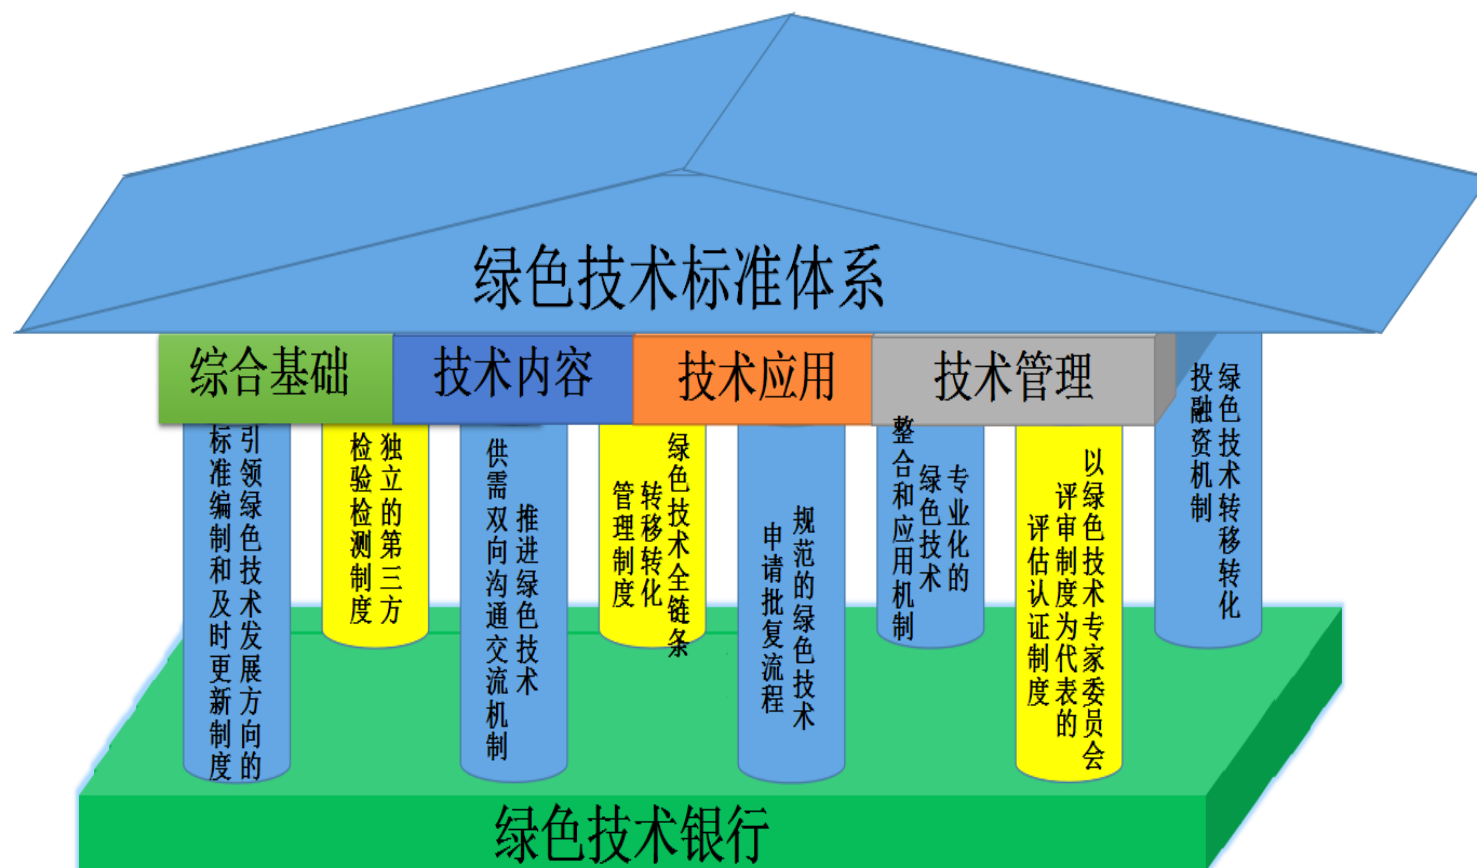 绿色技术标准体系
综合基础
技术内容
技术应用
技术管理
引领绿色技术发展方向的
标准编制和及时更新制度
独立的第三方
检验检测制度
推进绿色技术
供需双向沟通交流机制
绿色技术全链条
转移转化
管理制度
规范的绿色技术
申请批复流程
专业化的
绿色技术
整合和应用机制
以绿色技术专家委员会
评审制度为代表的
评估认证制度
绿色技术转移转化
投融资机制
绿色技术银行